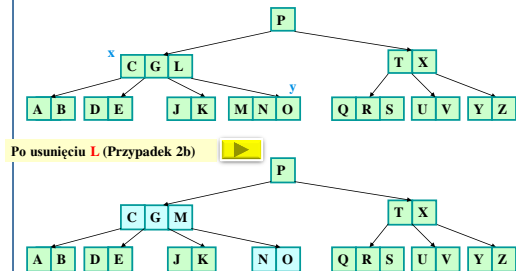 P
x
C G L
T X
y
A B D E J K M N O Q R S U V Y Z
Po usunięciu L (Przypadek 2b)
P
C G M
T X
A B D E J K N O Q R S U V Y Z